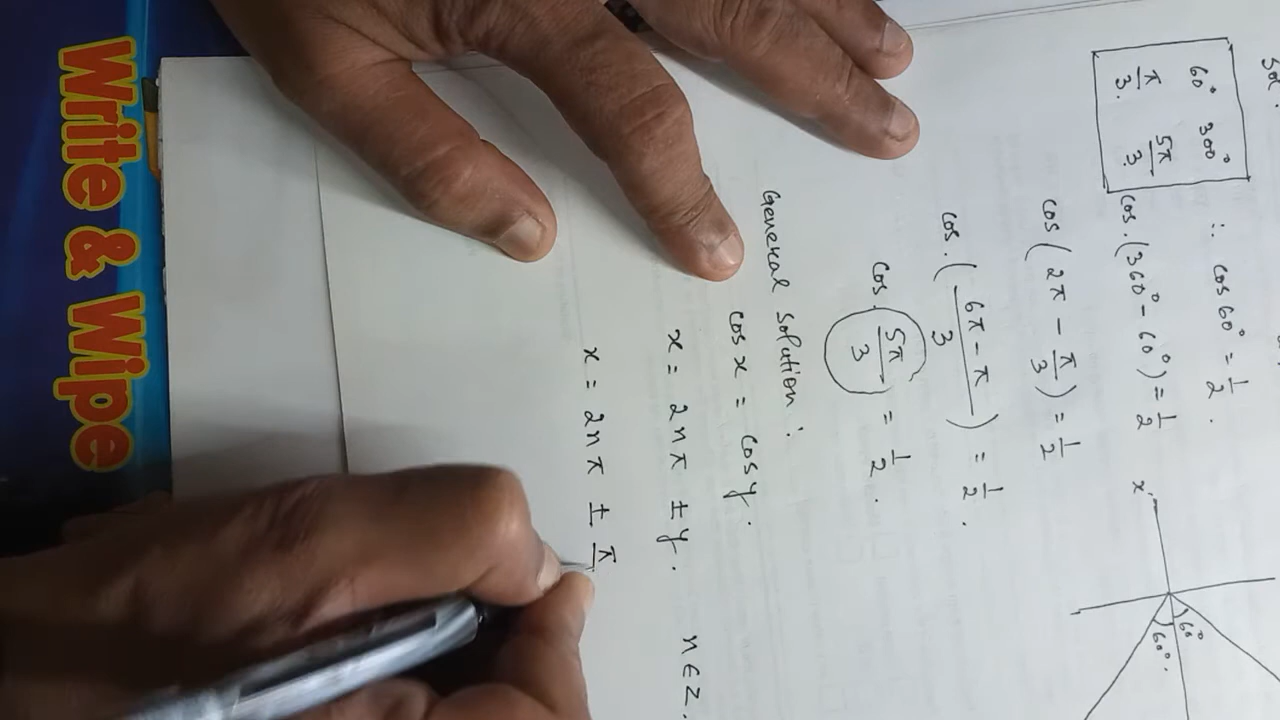 Sol.
60° 300°
π/3. 5π/3
∴ cos 60° = 1/2.
cos.(360° - 60°) = 1/2
cos(2π - π/3) = 1/2
cos.((6π - π)/3) = 1/2.
cos. 5π/3 = 1/2.
General Solution:
cos x = cos y.
x = 2nπ ± y. n ∈ Z.
x = 2nπ ± π
x'
60°
60°.
Write & Wipe